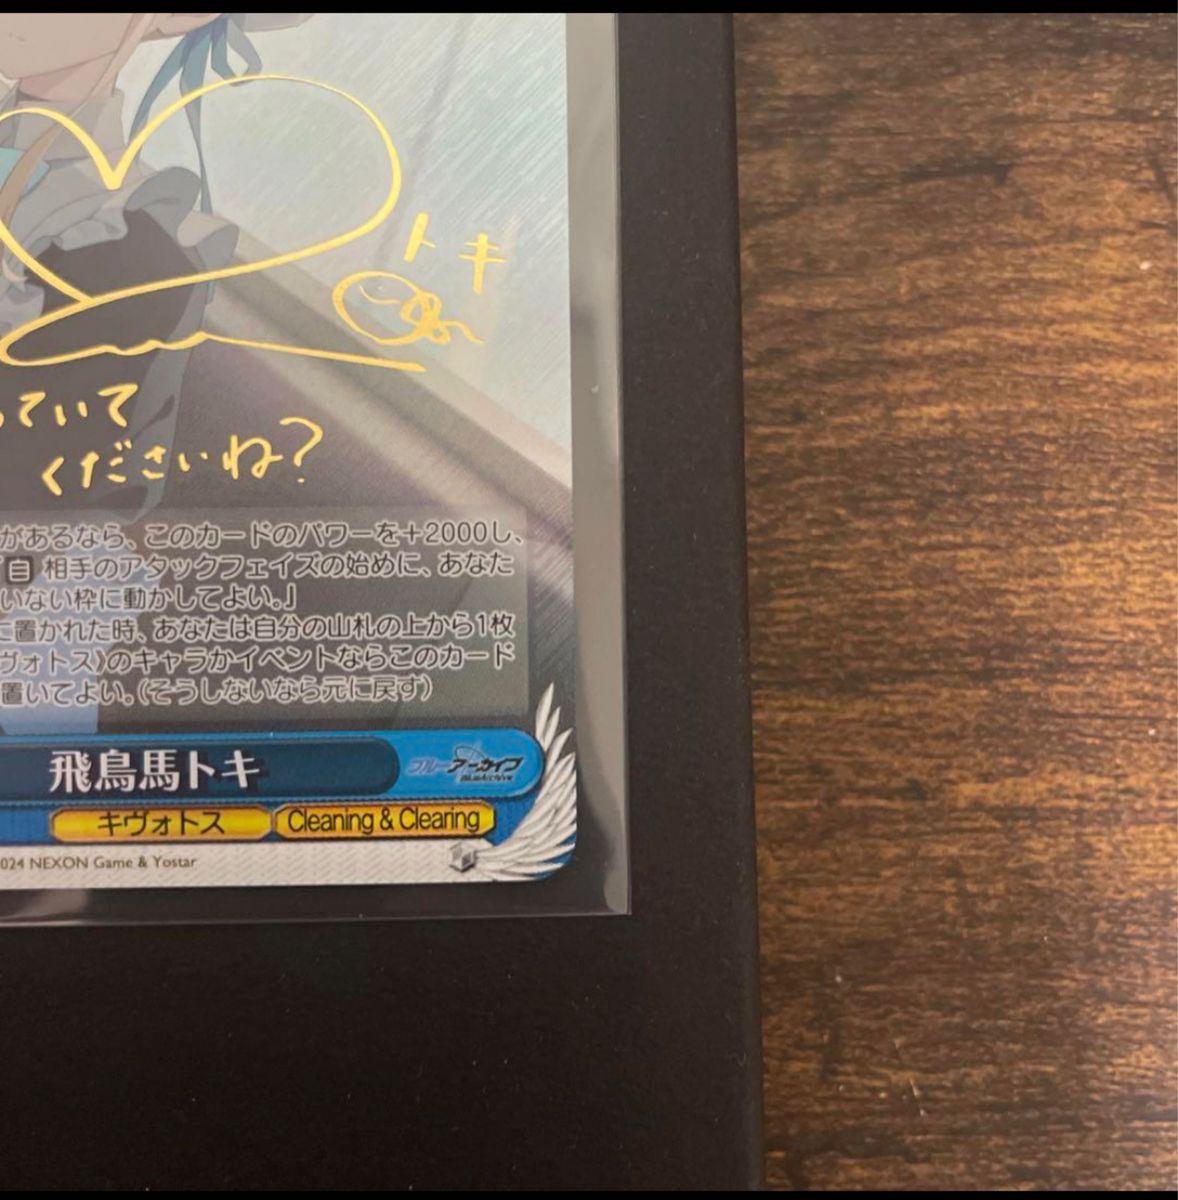 トキ
っていて
くださいね?
があるなら、このカードのパワーを+2000し、
自 相手のアタックフェイズの始めに、あなた
いない枠に動かしてよい。』
に置かれた時、あなたは自分の山札の上から1枚
ヴォトス》のキャラかイベントならこのカード
置いてよい。(そうしないなら元に戻す)
飛鳥馬トキ
ブルーアーカイブ
BlueArchive
キヴォトス
Cleaning & Clearing
024 NEXON Game & Yostar